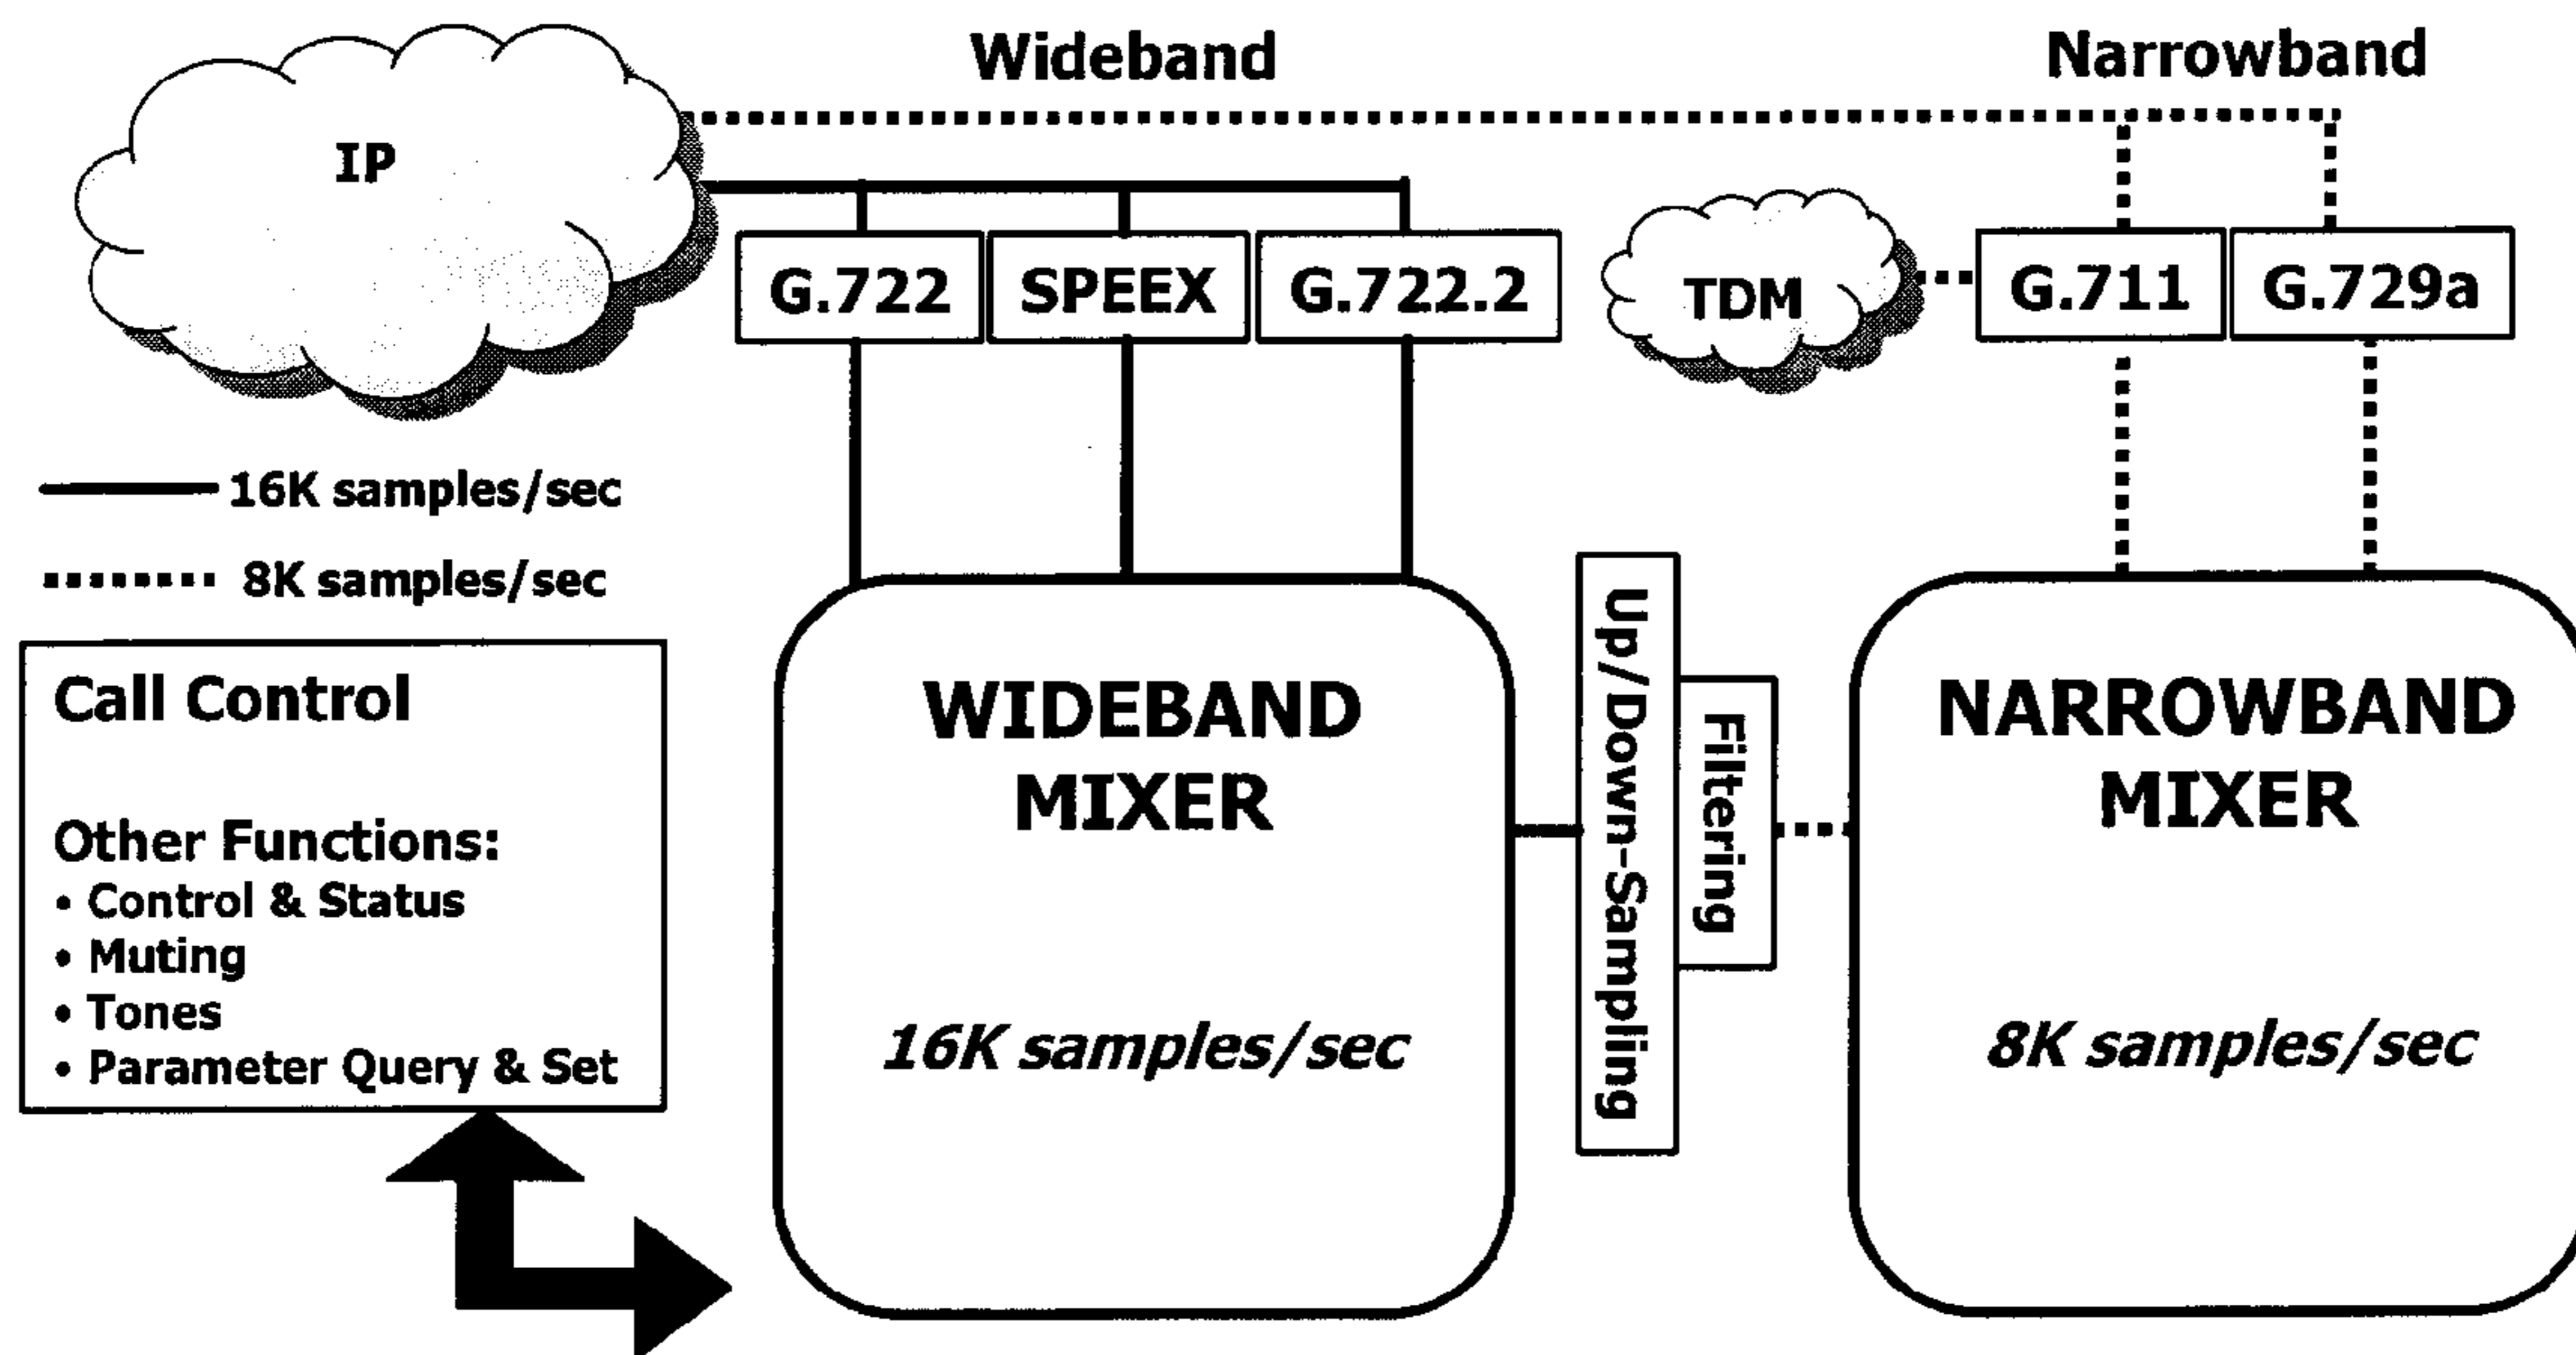 Wideband
Narrowband
IP
G.722
SPEEX
G.722.2
TDM
G.711
G.729a
16K samples/sec
8K samples/sec
Call Control
Other Functions:
• Control & Status
• Muting
• Tones
• Parameter Query & Set
WIDEBAND
MIXER
16K samples/sec
Up/Down-Sampling
Filtering
NARROWBAND
MIXER
8K samples/sec